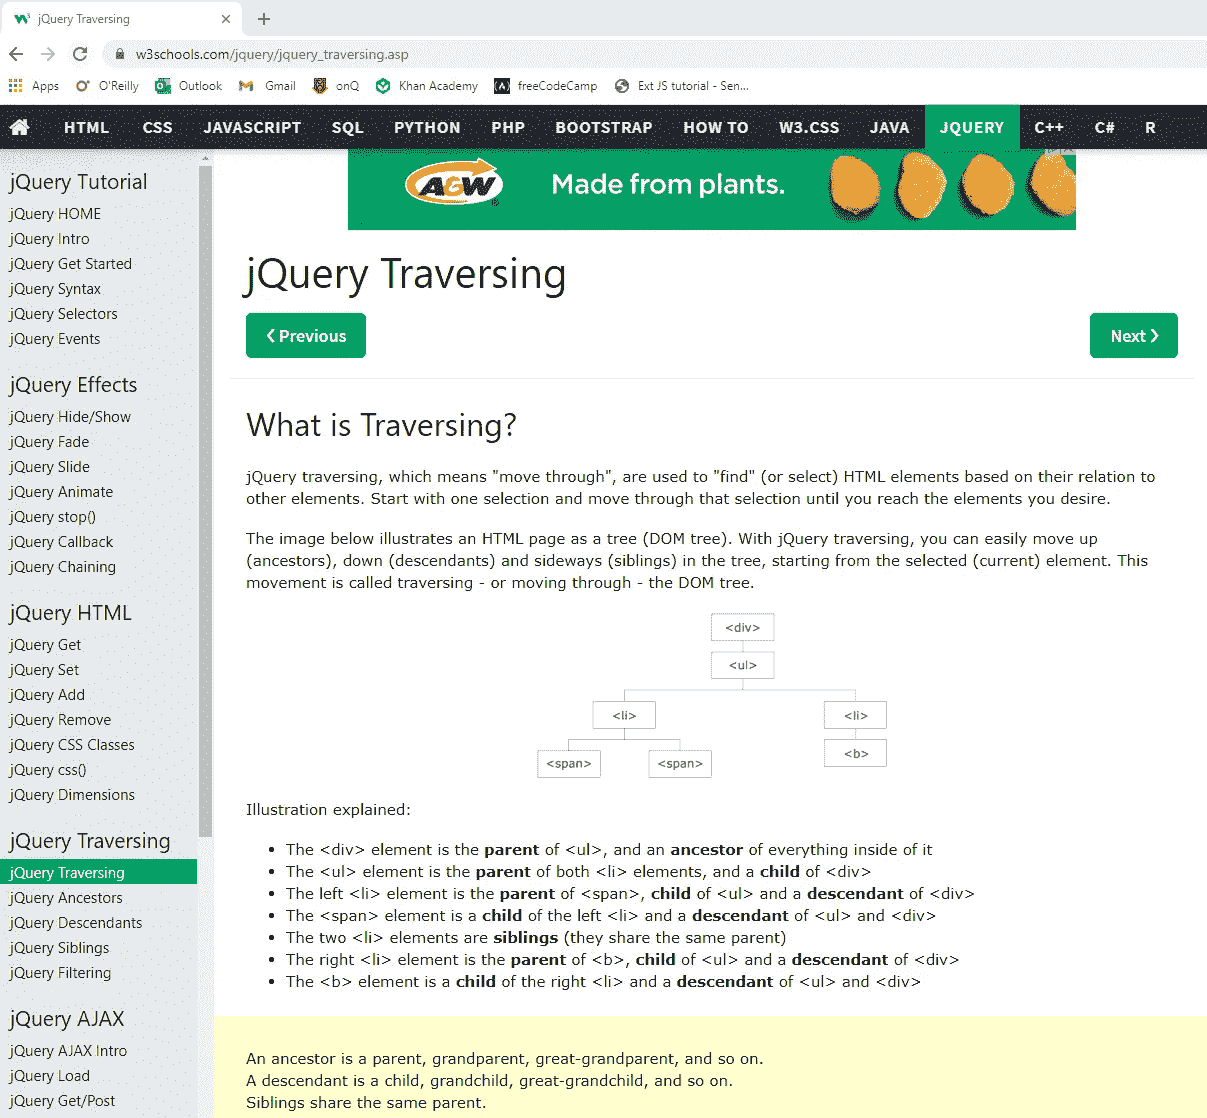 jQuery Traversing
w3schools.com/jquery/jquery_traversing.asp
Apps O'Reilly Outlook Gmail onQ Khan Academy freeCodeCamp Ext JS tutorial - Sen...
HTML CSS JAVASCRIPT SQL PYTHON PHP BOOTSTRAP HOW TO W3.CSS JAVA JQUERY C++ C# R
jQuery Tutorial
jQuery HOME
jQuery Intro
jQuery Get Started
jQuery Syntax
jQuery Selectors
jQuery Events
jQuery Effects
jQuery Hide/Show
jQuery Fade
jQuery Slide
jQuery Animate
jQuery stop()
jQuery Callback
jQuery Chaining
jQuery HTML
jQuery Get
jQuery Set
jQuery Add
jQuery Remove
jQuery CSS Classes
jQuery css()
jQuery Dimensions
jQuery Traversing
jQuery Traversing
jQuery Ancestors
jQuery Descendants
jQuery Siblings
jQuery Filtering
jQuery AJAX
jQuery AJAX Intro
jQuery Load
jQuery Get/Post
A&W Made from plants.
jQuery Traversing
❮ Previous Next ❯
What is Traversing?
jQuery traversing, which means "move through", are used to "find" (or select) HTML elements based on their relation to
other elements. Start with one selection and move through that selection until you reach the elements you desire.
The image below illustrates an HTML page as a tree (DOM tree). With jQuery traversing, you can easily move up
(ancestors), down (descendants) and sideways (siblings) in the tree, starting from the selected (current) element. This
movement is called traversing - or moving through - the DOM tree.
<div>
<ul>
<li> <li>
<span> <span> <b>
Illustration explained:
• The <div> element is the parent of <ul>, and an ancestor of everything inside of it
• The <ul> element is the parent of both <li> elements, and a child of <div>
• The left <li> element is the parent of <span>, child of <ul> and a descendant of <div>
• The <span> element is a child of the left <li> and a descendant of <ul> and <div>
• The two <li> elements are siblings (they share the same parent)
• The right <li> element is the parent of <b>, child of <ul> and a descendant of <div>
• The <b> element is a child of the right <li> and a descendant of <ul> and <div>
An ancestor is a parent, grandparent, great-grandparent, and so on.
A descendant is a child, grandchild, great-grandchild, and so on.
Siblings share the same parent.